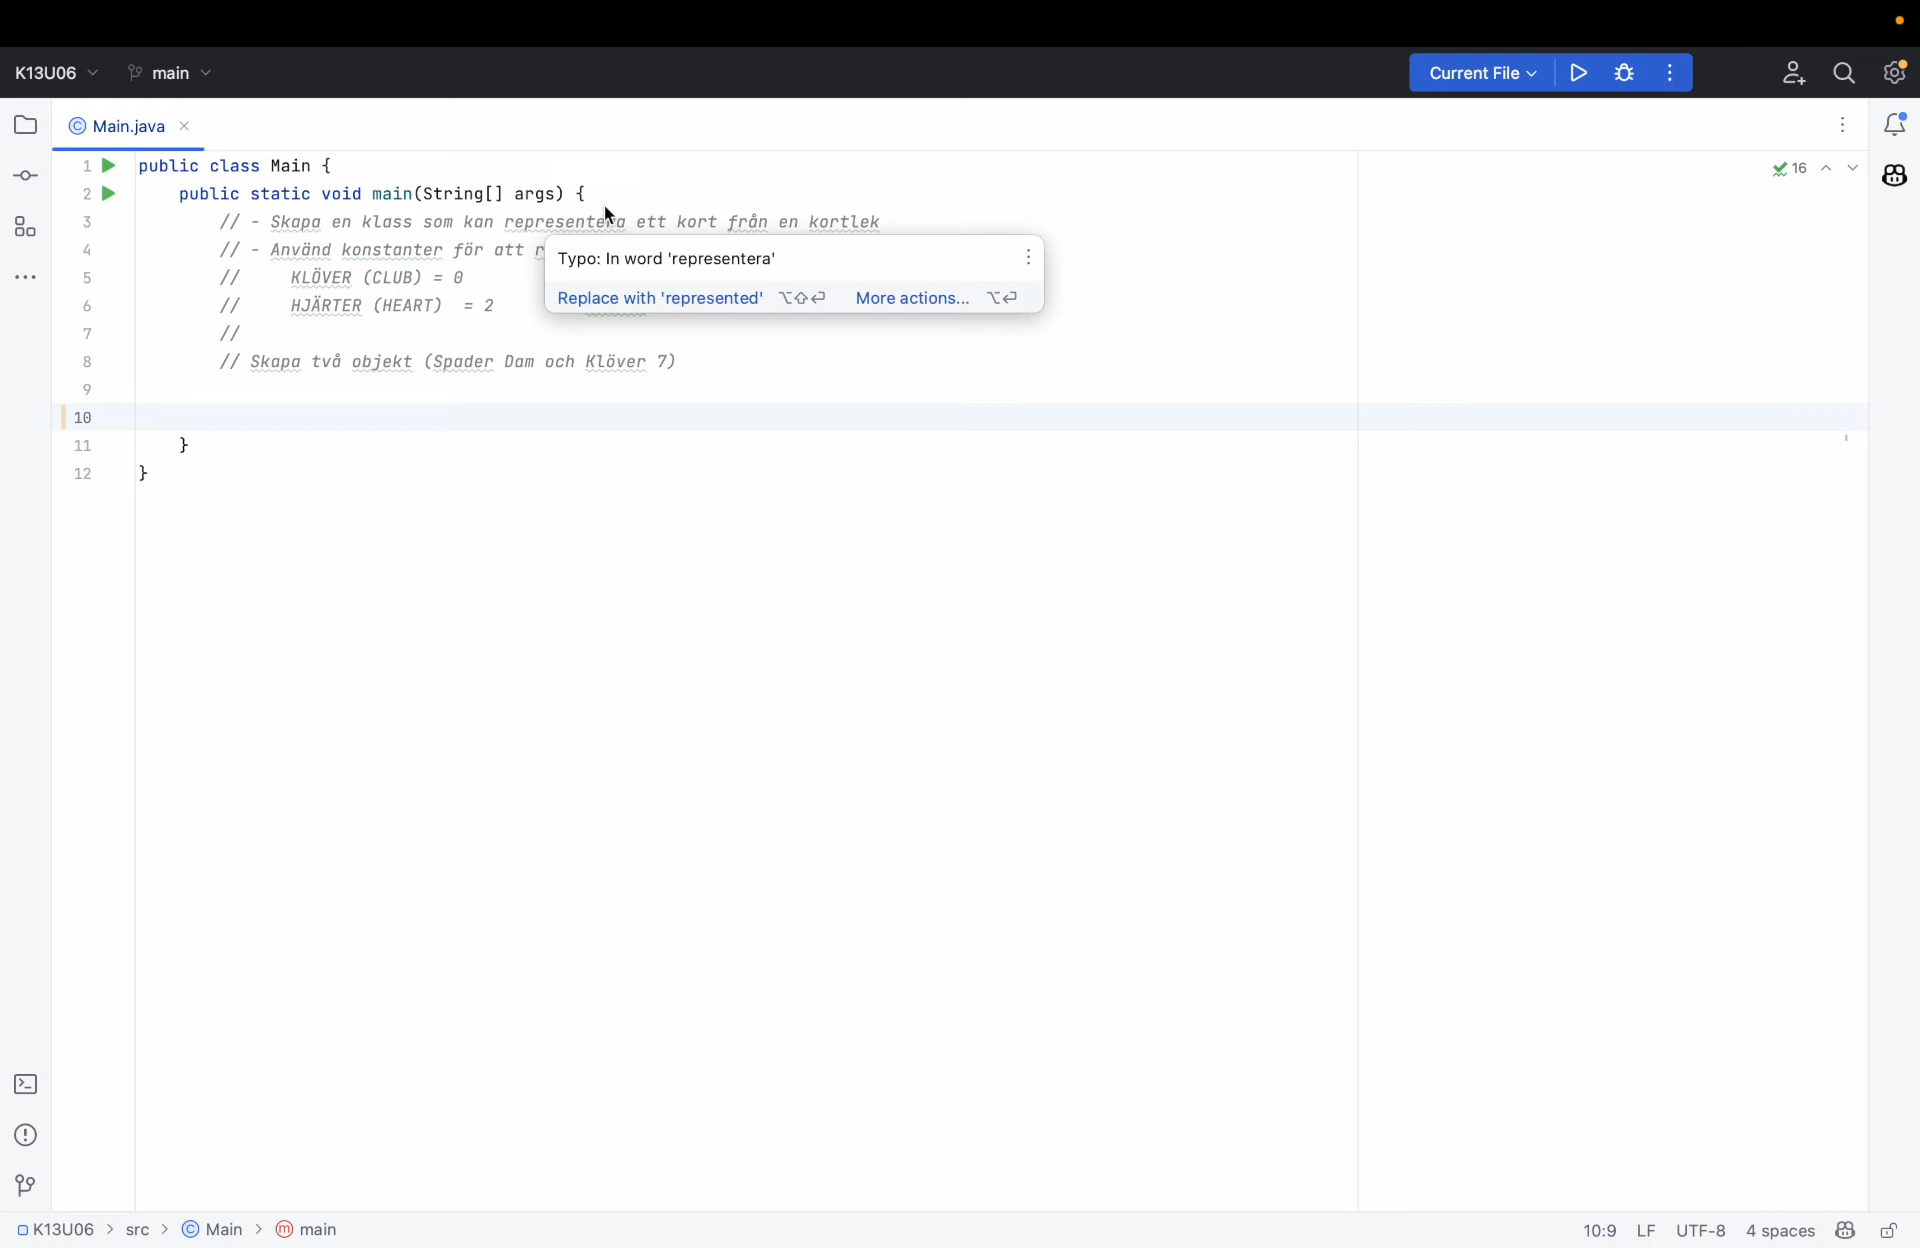 K13U06 main Current File
Main.java
1 public class Main { 16
2 public static void main(String[] args) {
3 // - Skapa en klass som kan representera ett kort från en kortlek
4 // - Använd konstanter för att r
Typo: In word 'representera'
5 // KLÖVER (CLUB) = 0
Replace with 'represented' ⌥⇧⏎ More actions... ⌥⏎
6 // HJÄRTER (HEART) = 2
7 //
8 // Skapa två objekt (Spader Dam och Klöver 7)
9
10
11 }
12 }
K13U06 > src > Main > main 10:9 LF UTF-8 4 spaces